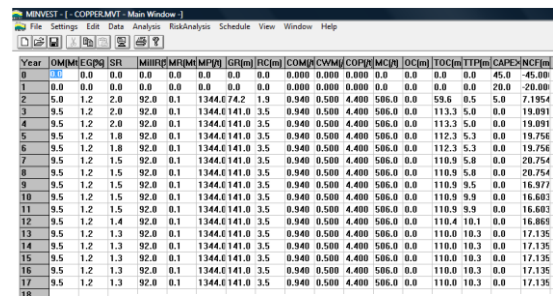 MINVEST - [ - COPPER.MVT - Main Window -]
File Settings Edit Data RiskAnalysis Schedule View Window Help
Year OM(Mt EG(%) SR MillR(% MR(Mt MP(/t) GR(m) RC(m) COM(/t CWM(/ COP(/t MC(/t) OC(m) TOC(m TTP(m CAPEX NCF(m
0 0.0 0.0 0.0 0.0 0.0 0.0 0.0 0.0 0.000 0.000 0.000 0.0 0.0 0.0 0.0 45.0 -45.00
1 0.0 0.0 0.0 0.0 0.0 0.0 0.0 0.0 0.000 0.000 0.000 0.0 0.0 0.0 0.0 20.0 -20.00
2 5.0 1.2 2.0 92.0 0.1 1344.0 74.2 1.9 0.940 0.500 4.400 506.0 0.0 59.6 0.5 5.0 7.1954
3 9.5 1.2 2.0 92.0 0.1 1344.0 141.0 3.5 0.940 0.500 4.400 506.0 0.0 113.3 5.0 0.0 19.091
4 9.5 1.2 2.0 92.0 0.1 1344.0 141.0 3.5 0.940 0.500 4.400 506.0 0.0 113.3 5.0 0.0 19.091
5 9.5 1.2 1.8 92.0 0.1 1344.0 141.0 3.5 0.940 0.500 4.400 506.0 0.0 112.3 5.3 0.0 19.756
6 9.5 1.2 1.8 92.0 0.1 1344.0 141.0 3.5 0.940 0.500 4.400 506.0 0.0 112.3 5.3 0.0 19.756
7 9.5 1.2 1.5 92.0 0.1 1344.0 141.0 3.5 0.940 0.500 4.400 506.0 0.0 110.9 5.8 0.0 20.754
8 9.5 1.2 1.5 92.0 0.1 1344.0 141.0 3.5 0.940 0.500 4.400 506.0 0.0 110.9 5.8 0.0 20.754
9 9.5 1.2 1.5 92.0 0.1 1344.0 141.0 3.5 0.940 0.500 4.400 506.0 0.0 110.9 9.5 0.0 16.977
10 9.5 1.2 1.5 92.0 0.1 1344.0 141.0 3.5 0.940 0.500 4.400 506.0 0.0 110.9 9.9 0.0 16.603
11 9.5 1.2 1.5 92.0 0.1 1344.0 141.0 3.5 0.940 0.500 4.400 506.0 0.0 110.9 9.9 0.0 16.603
12 9.5 1.2 1.4 92.0 0.1 1344.0 141.0 3.5 0.940 0.500 4.400 506.0 0.0 110.4 10.1 0.0 16.869
13 9.5 1.2 1.3 92.0 0.1 1344.0 141.0 3.5 0.940 0.500 4.400 506.0 0.0 110.0 10.3 0.0 17.135
14 9.5 1.2 1.3 92.0 0.1 1344.0 141.0 3.5 0.940 0.500 4.400 506.0 0.0 110.0 10.3 0.0 17.135
15 9.5 1.2 1.3 92.0 0.1 1344.0 141.0 3.5 0.940 0.500 4.400 506.0 0.0 110.0 10.3 0.0 17.135
16 9.5 1.2 1.3 92.0 0.1 1344.0 141.0 3.5 0.940 0.500 4.400 506.0 0.0 110.0 10.3 0.0 17.135
17 9.5 1.2 1.3 92.0 0.1 1344.0 141.0 3.5 0.940 0.500 4.400 506.0 0.0 110.0 10.3 0.0 17.135
18